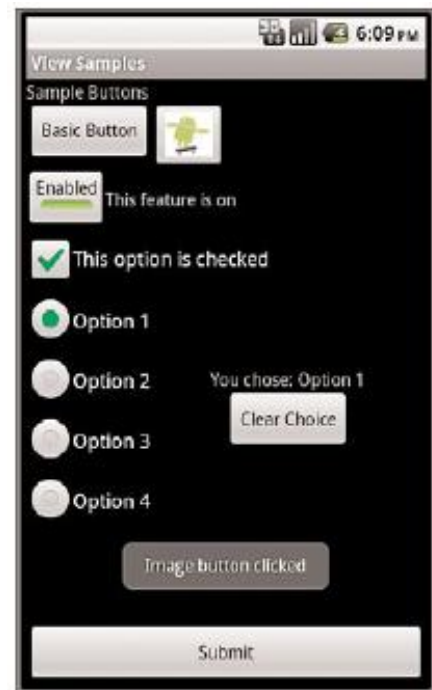 6:09 PM
View Samples
Sample Buttons
Basic Button
Enabled
This feature is on
This option is checked
Option 1
Option 2
You chose: Option 1
Clear Choice
Option 3
Option 4
Image button clicked
Submit